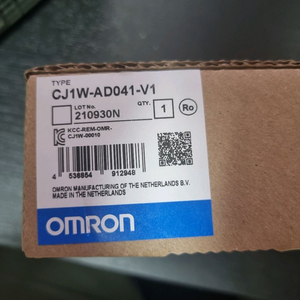 TYPE
CJ1W-AD041-V1
LOT No. QTY.
210930N 1 Ro
KCC-REM-OMR-
CJ1W-00010
4 536854 912948
OMRON MANUFACTURING OF THE NETHERLANDS B.V.
MADE IN THE NETHERLANDS
OMRON